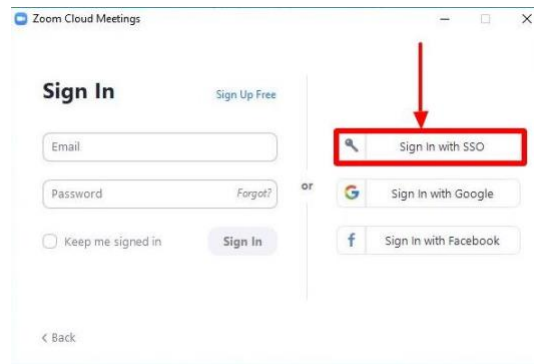 Zoom Cloud Meetings
Sign In
Sign Up Free
Email
Password
Forgot?
Keep me signed in
Sign In
< Back
or
Sign In with SSO
G
Sign In with Google
f
Sign In with Facebook